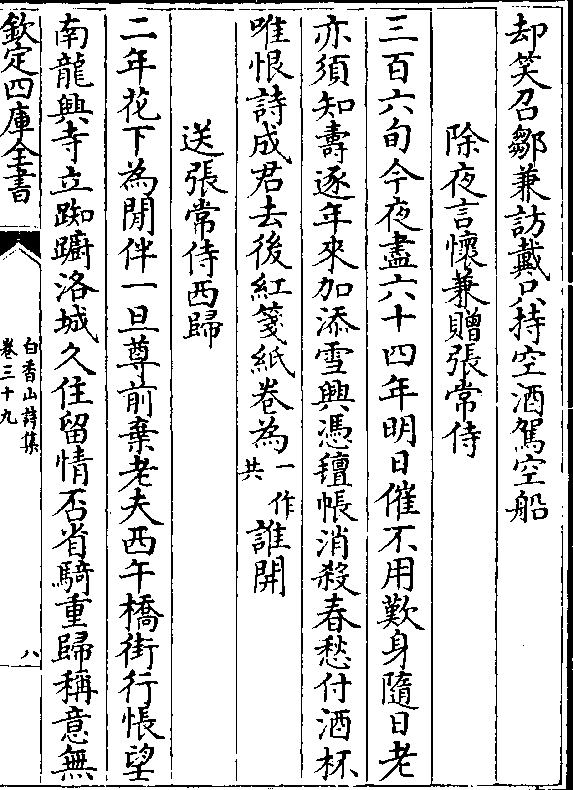 却笑召鄒兼訪戴只持空酒駕空船
除夜言懷兼贈張常侍
三百六旬今夜盡六十四年明日催不用歎身隨日老
亦須知壽逐年來加添雪興憑氊帳消殺春愁付酒杯
唯恨詩成君去後紅箋紙卷為一作共誰開
送張常侍西歸
二年花下為閒伴一旦尊前棄老夫西午橋街行悵望
南龍興寺立踟躕洛城久住留情否省騎重歸稱意無
欽定四庫全書
白香山詩集
卷三十九
八